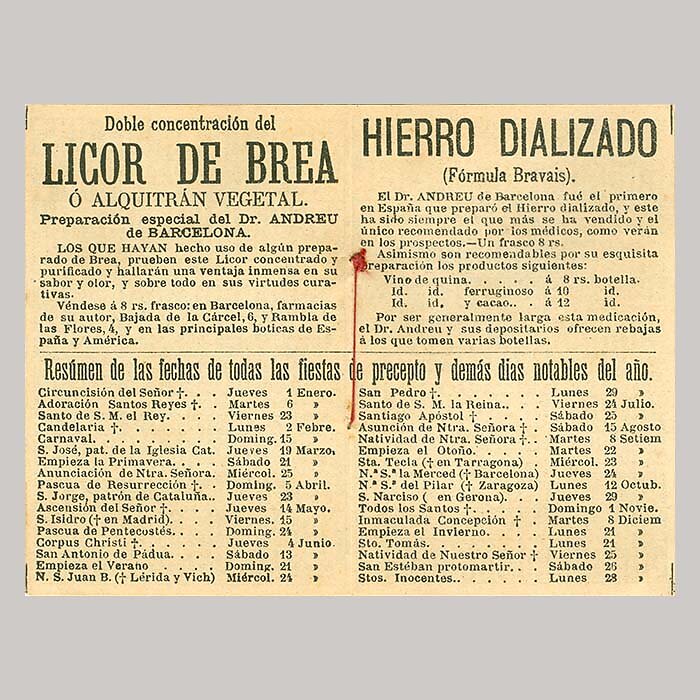 Doble concentración del
LICOR DE BREA
Ó ALQUITRÁN VEGETAL.
Preparación especial del Dr. ANDREU
de BARCELONA.
LOS QUE HAYAN hecho uso de algún prepa-
rado de Brea, prueben este Licor concentrado y
purificado y hallarán una ventaja inmensa en su
sabor y olor, y sobre todo en sus virtudes cura-
tivas.
Véndese á 8 rs. frasco: en Barcelona, farmacias
de su autor, Bajada de la Cárcel, 6, y Rambla de
las Flores, 4, y en las principales boticas de Es-
paña y América.
HIERRO DIALIZADO
(Fórmula Bravais).
El Dr. ANDREU de Barcelona fué el primero
en España que preparó el Hierro dializado, y este
ha sido siempre el que más se ha vendido y el
único recomendado por los médicos, como verán
en los prospectos.—Un frasco 8 rs.
Asimismo son recomendables por su esquisita
preparación los productos siguientes:
Vino de quina. . . . . á 8 rs. botella.
Id. id. ferruginoso á 10 id.
Id. id. y cacao. . á 12 id.
Por ser generalmente larga esta medicación,
el Dr. Andreu y sus depositarios ofrecen rebajas
á los que tomen varias botellas.
Resúmen de las fechas de todas las fiestas de precepto y demás dias notables del año.
Circuncisión del Señor †. . . Jueves 1 Enero.
Adoración Santos Reyes †. . . Martes 6 »
Santo de S. M. el Rey. . . . Viernes 23 »
Candelaria †. . . . . . Lunes 2 Febre.
Carnaval. . . . . . . Doming. 15 »
S. José, pat. de la Iglesia Cat. Jueves 19 Marzo,
Empieza la Primavera. . . . Sábado 21 »
Anunciación de Ntra. Señora. Miércol. 25 »
Pascua de Resurrección †. . Doming. 5 Abril.
S. Jorge, patrón de Cataluña.. Jueves 23 »
Ascensión del Señor †. . . . Jueves 14 Mayo.
S. Isidro († en Madrid). . . . Viernes. 15 »
Pascua de Pentecostés. . . . Doming. 24 »
Corpus Christi †. . . . . Jueves 4 Junio.
San Antonio de Pádua. . . . Sábado 13 »
Empieza el Verano . . . . Doming. 21 »
N. S. Juan B. († Lérida y Vich) Miércol. 24 »
San Pedro †. . . . . . . Lunes 29 »
Santo de S. M. la Reina. . . Viernes 24 Julio.
Santiago Apóstol †. . . . Sábado 25 »
Asunción de Ntra. Señora † . Sábado 15 Agosto
Natividad de Ntra. Señora †. . Martes 8 Setiem
Empieza el Otoño. . . . . Martes 22 »
Sta. Tecla († en Tarragona) . Miércol. 23 »
N.ª S.ª la Merced († Barcelona) Jueves 24 »
N.ª S.ª del Pilar († Zaragoza) Lunes 12 Octub.
S. Narciso ( en Gerona). . . Jueves 29 »
Todos los Santos †. . . . . Domingo 1 Novie.
Inmaculada Concepción † . . Martes 8 Diciem
Empieza el Invierno. . . . Lunes 21 »
Sto. Tomás. . . . . . . Lunes 21 »
Natividad de Nuestro Señor † Viernes 25 »
San Estéban protomartir. . . Sábado 26 »
Stos. Inocentes.. . . . . . Lunes 28 »